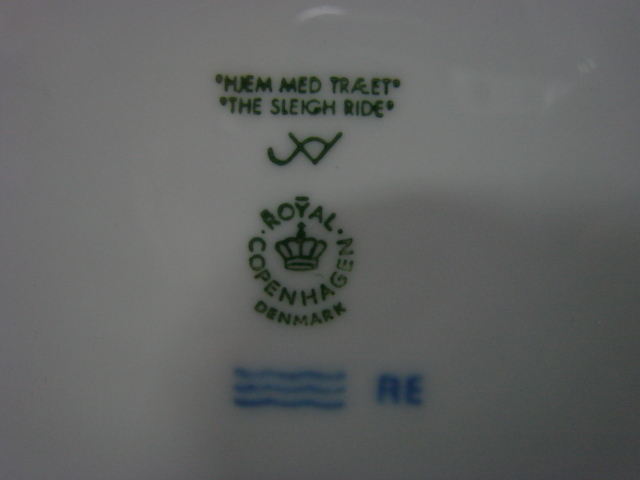 "HJEM MED TRÆET"
"THE SLEIGH RIDE"
ROYAL
COPENHAGEN
DENMARK
RE